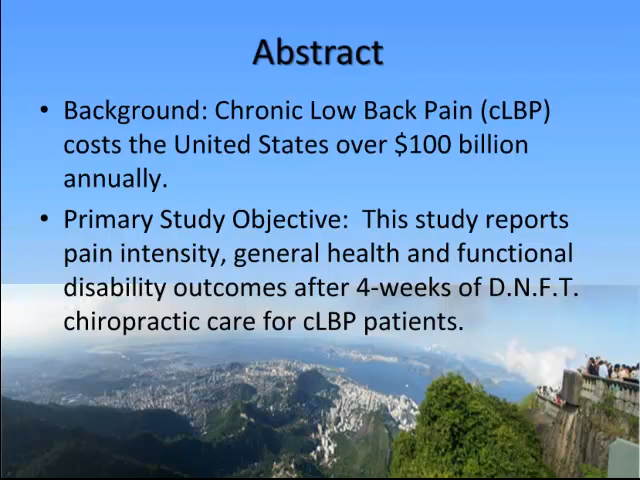 Abstract
• Background: Chronic Low Back Pain (cLBP)
costs the United States over $100 billion
annually.
• Primary Study Objective:  This study reports
pain intensity, general health and functional
disability outcomes after 4-weeks of D.N.F.T.
chiropractic care for cLBP patients.